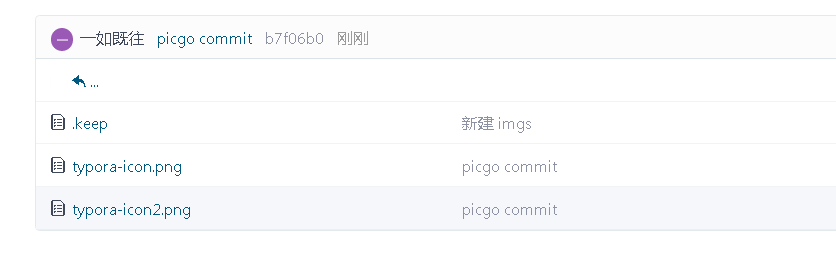 一如既往 picgo commit b7f06b0 刚刚
...
.keep 新建 imgs
typora-icon.png picgo commit
typora-icon2.png picgo commit